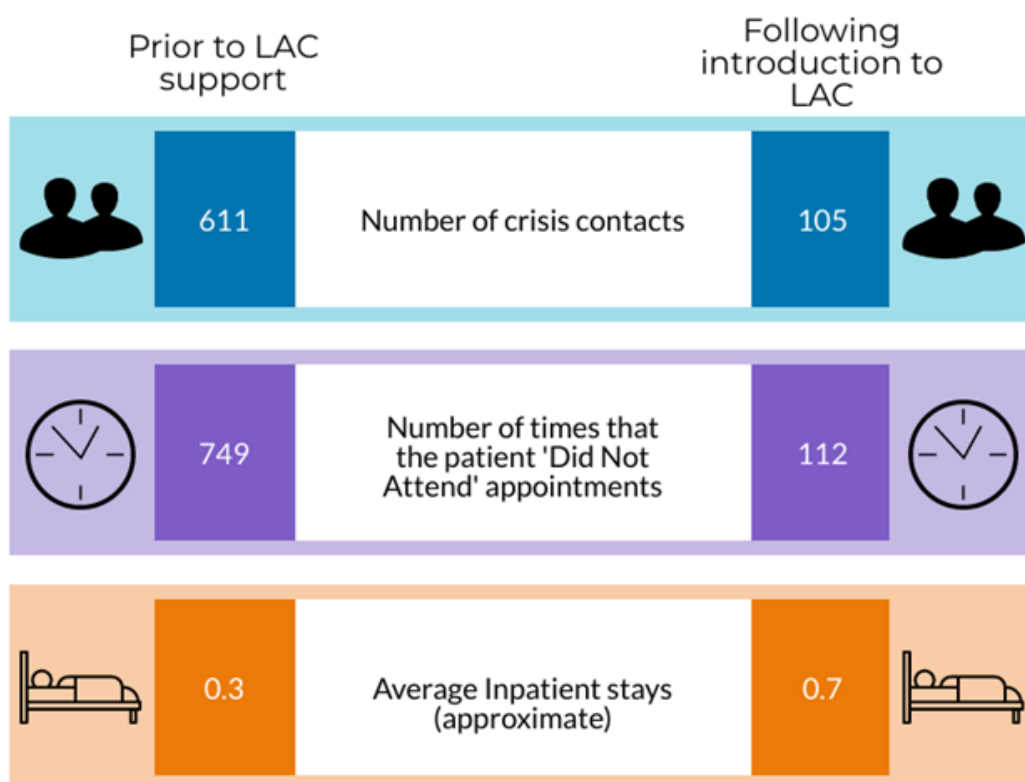 Prior to LAC
support
Following
introduction to
LAC
611
Number of crisis contacts
105
749
Number of times that
the patient 'Did Not
Attend' appointments
112
0.3
Average Inpatient stays
(approximate)
0.7